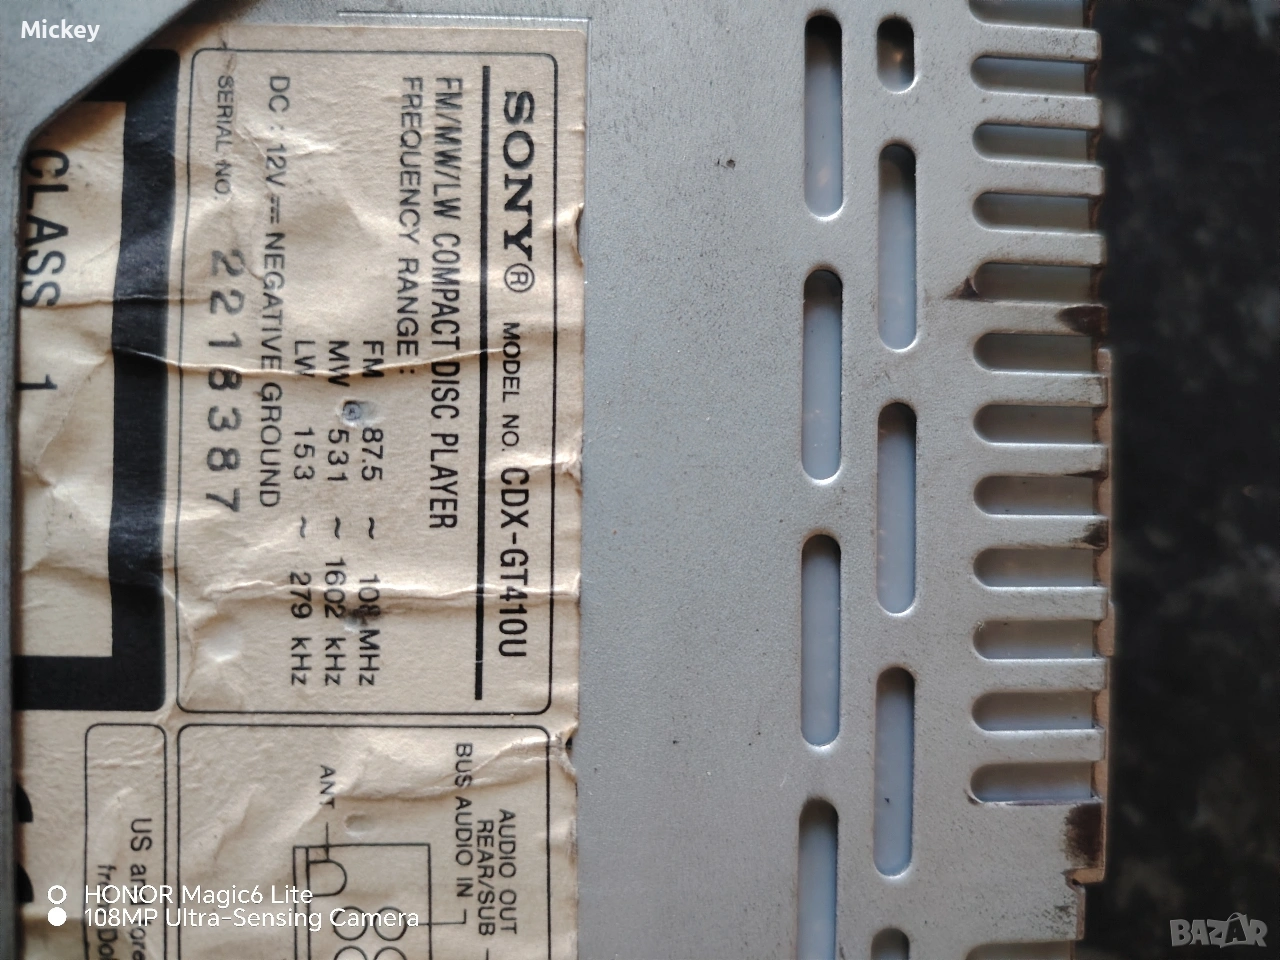 Mickey
SONY® MODEL NO. CDX-GT410U
FM/MW/LW COMPACT DISC PLAYER
FREQUENCY RANGE :
FM 87.5 ~ 108 MHz
MW 531 ~ 1602 kHz
LW 153 ~ 279 kHz
DC : 12V ⎓ NEGATIVE GROUND
SERIAL NO. 2218387
CLASS 1
AUDIO OUT
REAR/SUB
BUS AUDIO IN
ANT
US
HONOR Magic6 Lite
108MP Ultra-Sensing Camera
BAZAR